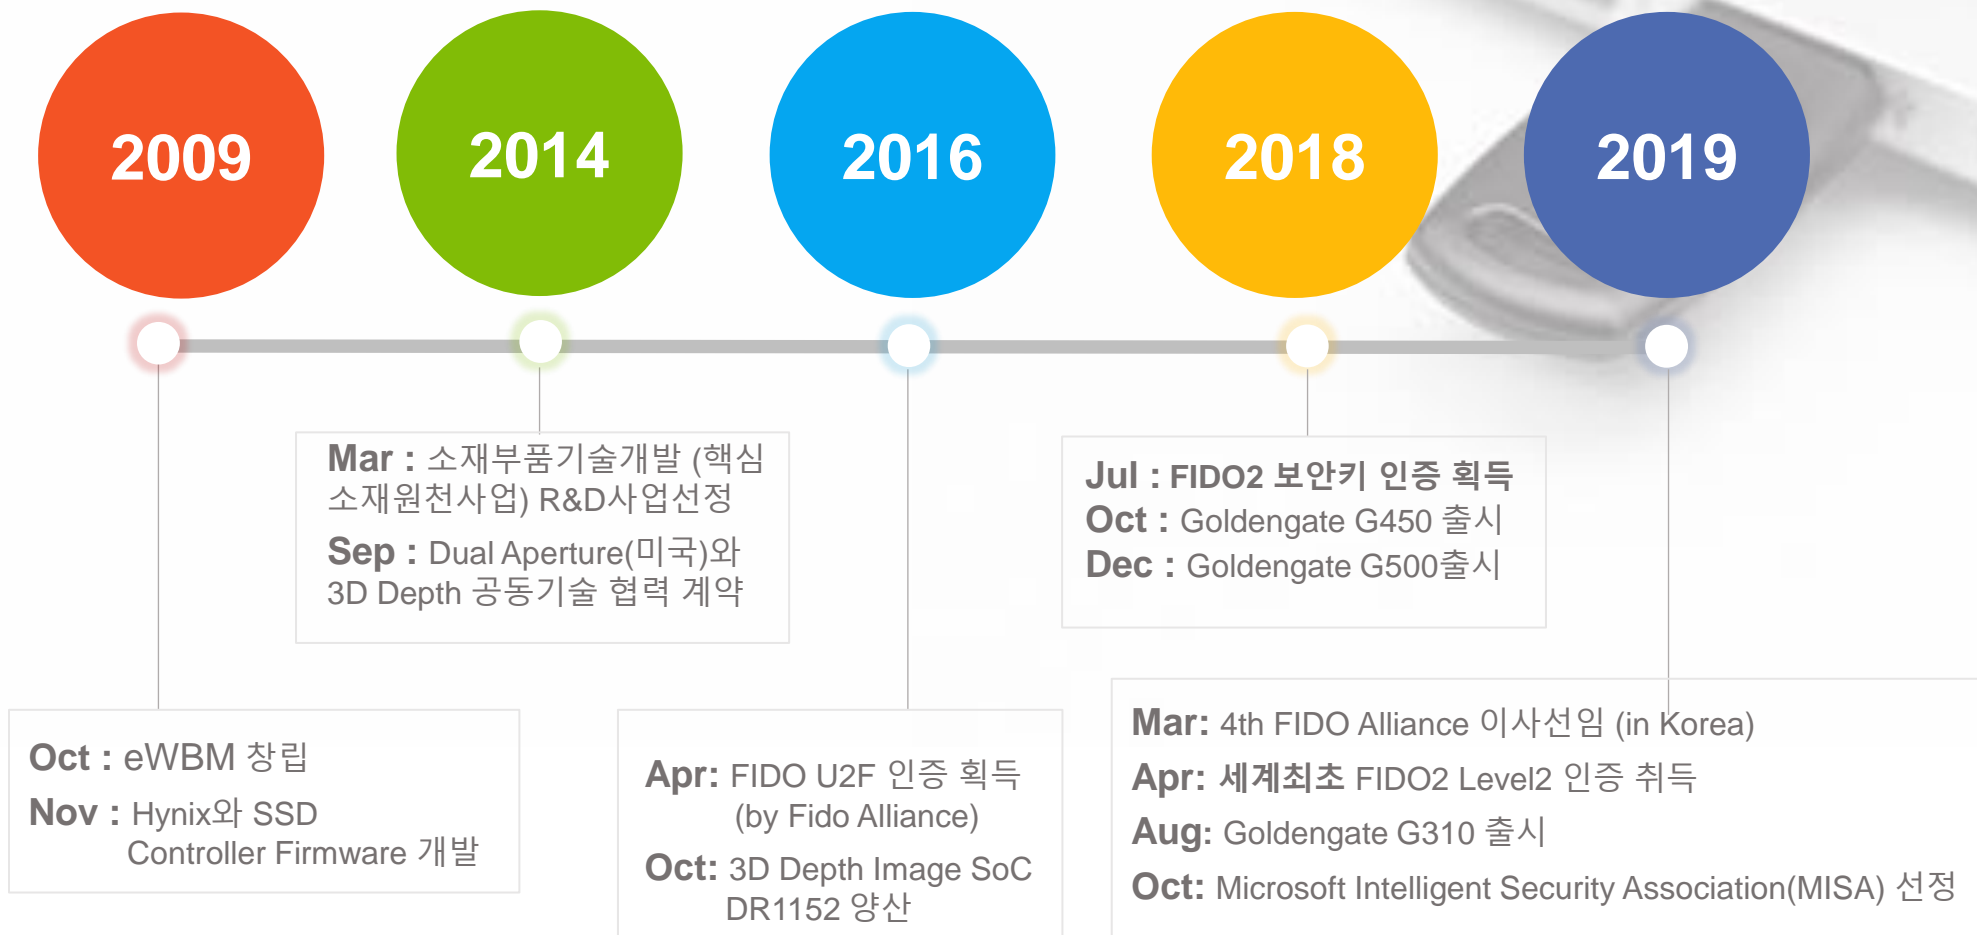 2009
2014
2016
2018
2019
Mar : 소재부품기술개발 (핵심
소재원천사업) R&D사업선정
Sep : Dual Aperture(미국)와
3D Depth 공동기술 협력 계약
Jul : FIDO2 보안키 인증 획득
Oct : Goldengate G450 출시
Dec : Goldengate G500출시
Oct : eWBM 창립
Nov : Hynix와 SSD
Controller Firmware 개발
Apr: FIDO U2F 인증 획득
(by Fido Alliance)
Oct: 3D Depth Image SoC
DR1152 양산
Mar: 4th FIDO Alliance 이사선임 (in Korea)
Apr: 세계최초 FIDO2 Level2 인증 취득
Aug: Goldengate G310 출시
Oct: Microsoft Intelligent Security Association(MISA) 선정